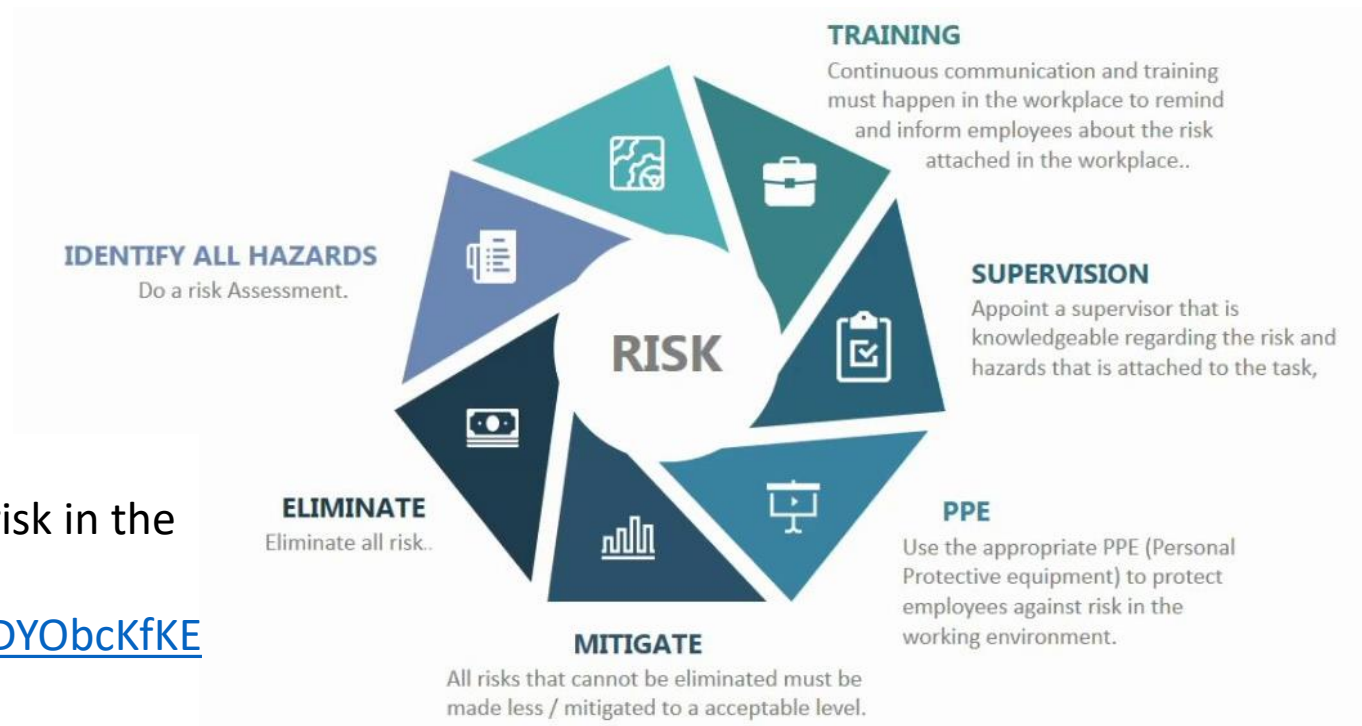 TRAINING
Continuous communication and training
must happen in the workplace to remind
and inform employees about the risk
attached in the workplace..
IDENTIFY ALL HAZARDS
Do a risk Assessment.
SUPERVISION
Appoint a supervisor that is
knowledgeable regarding the risk and
hazards that is attached to the task,
RISK
ELIMINATE
Eliminate all risk..
PPE
Use the appropriate PPE (Personal
Protective equipment) to protect
employees against risk in the
working environment.
MITIGATE
All risks that cannot be eliminated must be
made less / mitigated to a acceptable level.
risk in the
DYObcKfKE